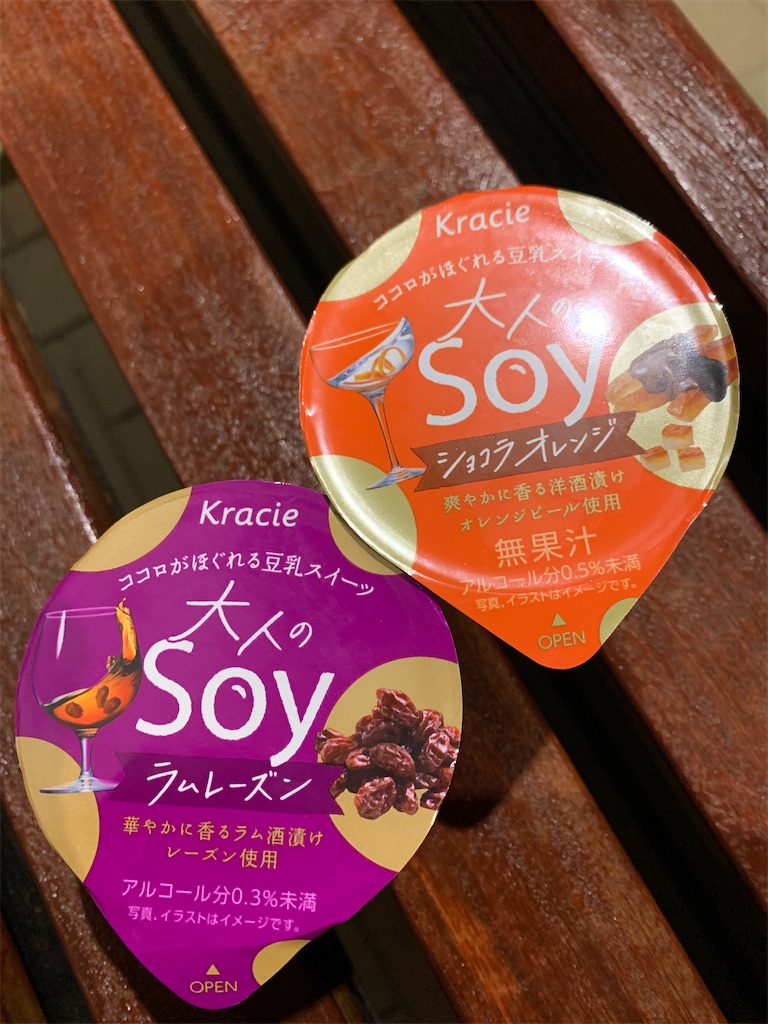 Kracie
ココロがほぐれる豆乳スイーツ
大人の
Soy
ショコラオレンジ
爽やかに香る洋酒漬け
オレンジピール使用
無果汁
アルコール分0.5%未満
写真、イラストはイメージです。
▲
OPEN
Kracie
ココロがほぐれる豆乳スイーツ
大人の
Soy
ラムレーズン
華やかに香るラム酒漬け
レーズン使用
アルコール分0.3%未満
写真、イラストはイメージです。
▲
OPEN